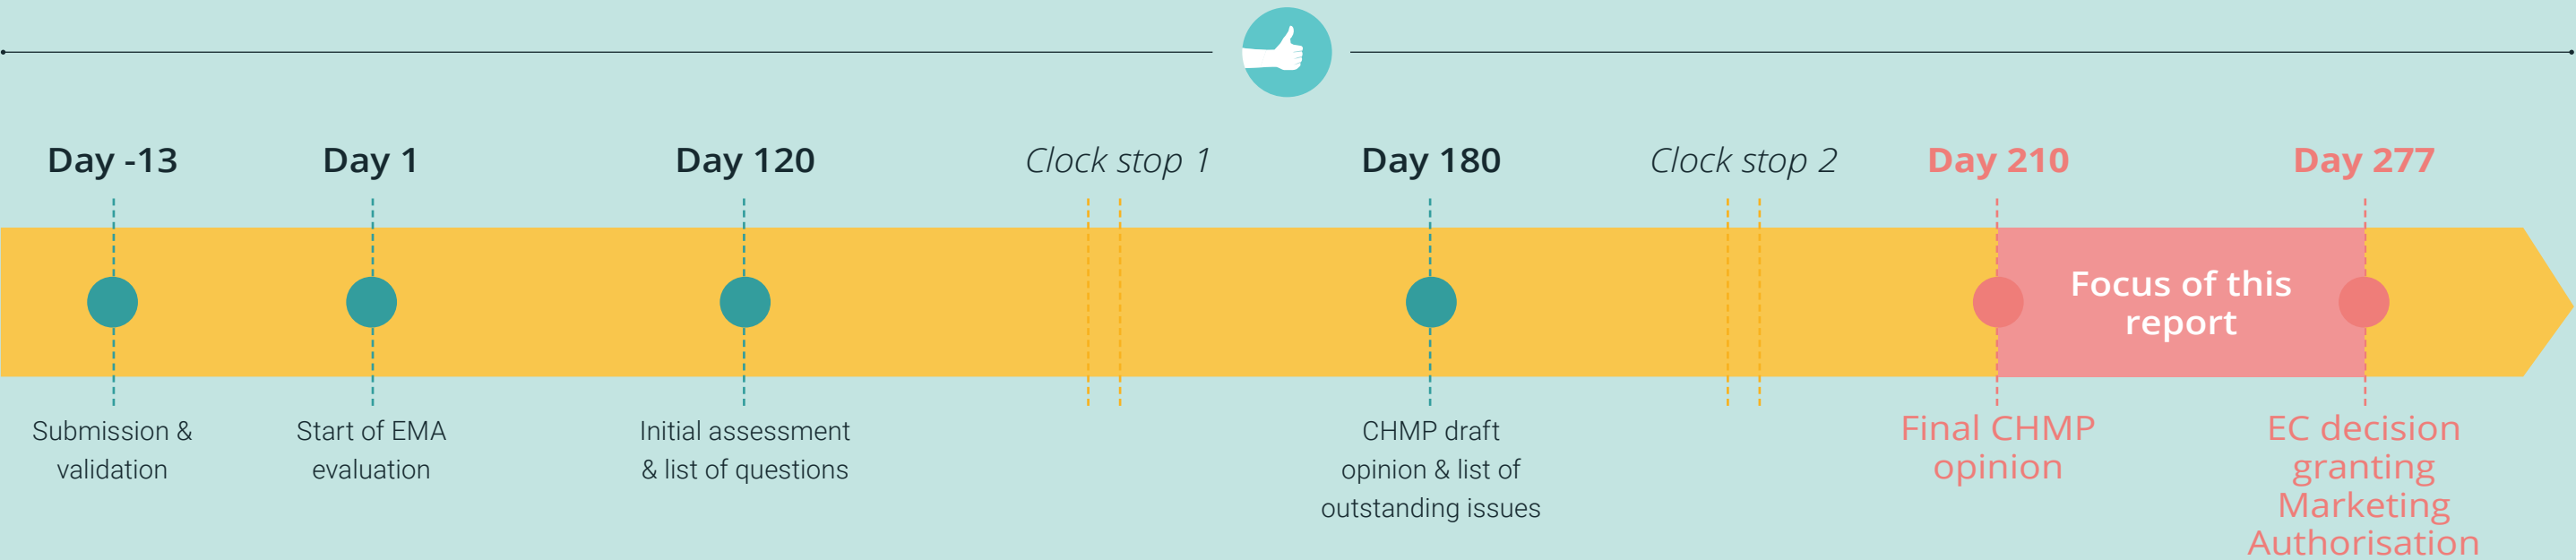 Day -13
Day 1
Day 120
Clock stop 1
Day 180
Clock stop 2
Day 210
Day 277
Focus of this
report
Submission &
validation
Start of EMA
evaluation
Initial assessment
& list of questions
CHMP draft
opinion & list of
outstanding issues
Final CHMP
opinion
EC decision
granting
Marketing
Authorisation